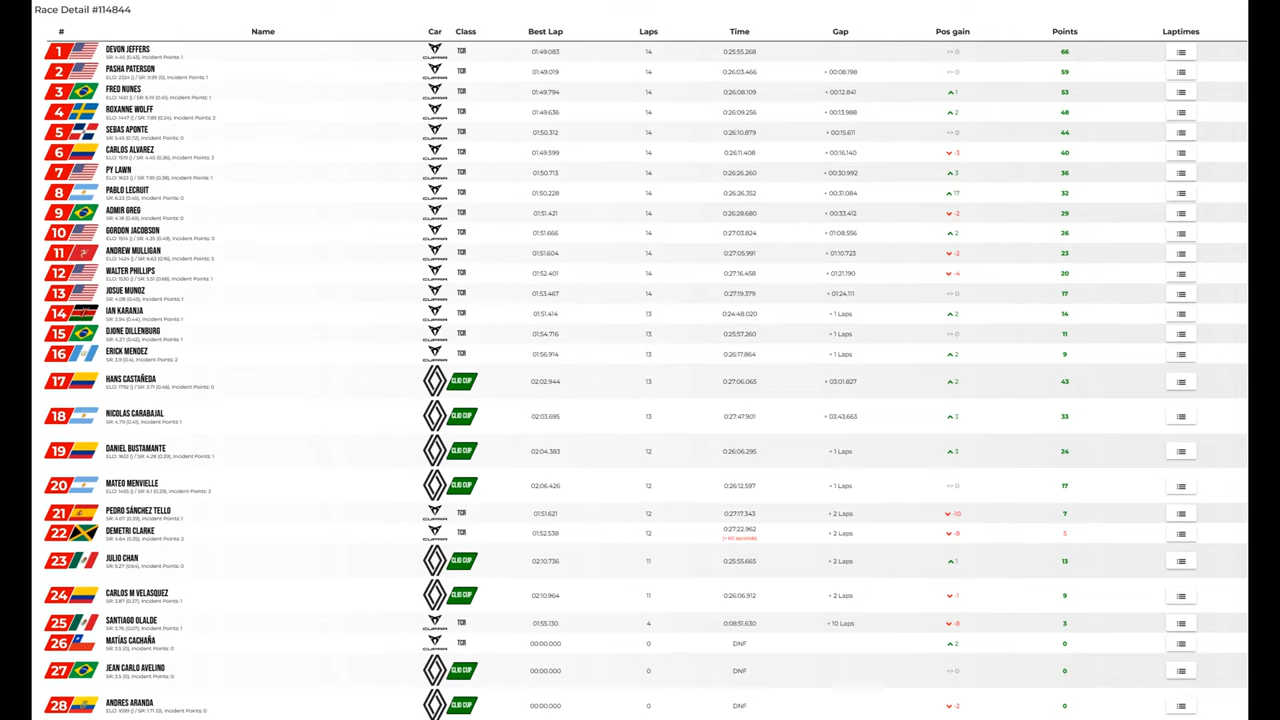 Race Detail #114844
# Name Car Class Best Lap Laps Time Gap Pos gain Points Laptimes
1 DEVON JEFFERS CUPRA TCR 01:49.083 14 0:25:55.268 0 66
SR: 4.45 (0.43), Incident Points: 1
2 PASHA PATERSON CUPRA TCR 01:49.019 14 0:26:03.466 + 00:08.198 0 59
ELO: 2324 () / SR: 9.99 (0), Incident Points: 1
3 FRED NUNES CUPRA TCR 01:49.794 14 0:26:08.109 + 00:12.841 1 53
ELO: 1451 () / SR: 6.19 (0.41), Incident Points: 1
4 ROXANNE WOLFF CUPRA TCR 01:49.636 14 0:26:09.256 + 00:13.988 2 48
ELO: 1447 () / SR: 7.89 (0.34), Incident Points: 2
5 SEBAS APONTE CUPRA TCR 01:50.312 14 0:26:10.879 + 00:15.611 0 44
SR: 5.45 (0.72), Incident Points: 0
6 CARLOS ALVAREZ CUPRA TCR 01:49.599 14 0:26:11.408 + 00:16.140 -3 40
ELO: 1519 () / SR: 4.45 (0.36), Incident Points: 3
7 PY LAWN CUPRA TCR 01:50.713 14 0:26:26.260 + 00:30.992 3 36
ELO: 1633 () / SR: 7.81 (0.38), Incident Points: 1
8 PABLO LECRUIT CUPRA TCR 01:50.228 14 0:26:26.352 + 00:31.084 17 32
SR: 6.23 (0.45), Incident Points: 0
9 ADMIR GREG CUPRA TCR 01:51.421 14 0:26:28.680 + 00:33.412 -2 29
SR: 4.18 (0.49), Incident Points: 0
10 GORDON JACOBSON CUPRA TCR 01:51.666 14 0:27:03.824 + 01:08.556 2 26
ELO: 1514 () / SR: 4.35 (0.49), Incident Points: 0
11 ANDREW MULLIGAN CUPRA TCR 01:51.604 14 0:27:05.991 + 01:10.723 -2 23
ELO: 1424 () / SR: 6.63 (0.16), Incident Points: 5
12 WALTER PHILLIPS CUPRA TCR 01:52.401 14 0:27:16.458 + 01:21.190 -4 20
ELO: 1530 () / SR: 5.51 (0.68), Incident Points: 1
13 JOSUE MUNOZ CUPRA TCR 01:53.467 14 0:27:19.379 + 01:24.111 17
SR: 4.08 (0.45), Incident Points: 1
14 IAN KARANJA CUPRA TCR 01:51.414 13 0:24:48.020 + 1 Laps 2 14
SR: 3.94 (0.44), Incident Points: 1
15 DJONE DILLENBURG CUPRA TCR 01:54.716 13 0:25:57.260 + 1 Laps 0 11
SR: 4.27 (0.42), Incident Points: 1
16 ERICK MENDEZ CUPRA TCR 01:56.914 13 0:26:17.864 + 1 Laps 2 9
SR: 3.9 (0.4), Incident Points: 2
17 HANS CASTAÑEDA CLIO CUP 02:02.944 13 0:27:06.065 + 03:01.827 2 43
ELO: 1792 () / SR: 3.71 (0.46), Incident Points: 0
18 NICOLAS CARABAJAL CLIO CUP 02:03.695 13 0:27:47.901 + 03:43.663 3 33
SR: 4.79 (0.41), Incident Points: 1
19 DANIEL BUSTAMANTE CLIO CUP 02:04.383 12 0:26:06.295 + 1 Laps 3 24
ELO: 1633 () / SR: 4.28 (0.39), Incident Points: 1
20 MATEO MENVIELLE CLIO CUP 02:06.426 12 0:26:12.597 + 1 Laps 0 17
ELO: 1455 () / SR: 6.1 (0.29), Incident Points: 3
21 PEDRO SÁNCHEZ TELLO CUPRA TCR 01:51.621 12 0:27:17.343 + 2 Laps -10 7
SR: 4.07 (0.39), Incident Points: 1
22 DEMETRI CLARKE CUPRA TCR 01:52.538 12 0:27:22.962 + 2 Laps -8 5
SR: 4.64 (0.35), Incident Points: 2 (+ 60 seconds)
23 JULIO CHAN CLIO CUP 02:10.736 11 0:25:55.665 + 2 Laps 1 13
SR: 5.27 (0.64), Incident Points: 0
24 CARLOS M VELASQUEZ CLIO CUP 02:10.964 11 0:26:06.912 + 2 Laps -1 9
SR: 3.87 (0.37), Incident Points: 1
25 SANTIAGO OLALDE CUPRA TCR 01:55.130 4 0:08:51.630 + 10 Laps -8 3
SR: 2.76 (0.07), Incident Points: 1
26 MATÍAS CACHAÑA CUPRA TCR 00:00.000 0 DNF 2 0
SR: 3.5 (0), Incident Points: 0
27 JEAN CARLO AVELINO CLIO CUP 00:00.000 0 DNF 0 0
SR: 3.5 (0), Incident Points: 0
28 ANDRES ARANDA CLIO CUP 00:00.000 0 DNF -2 0
ELO: 1099 () / SR: 1.71 (0), Incident Points: 0